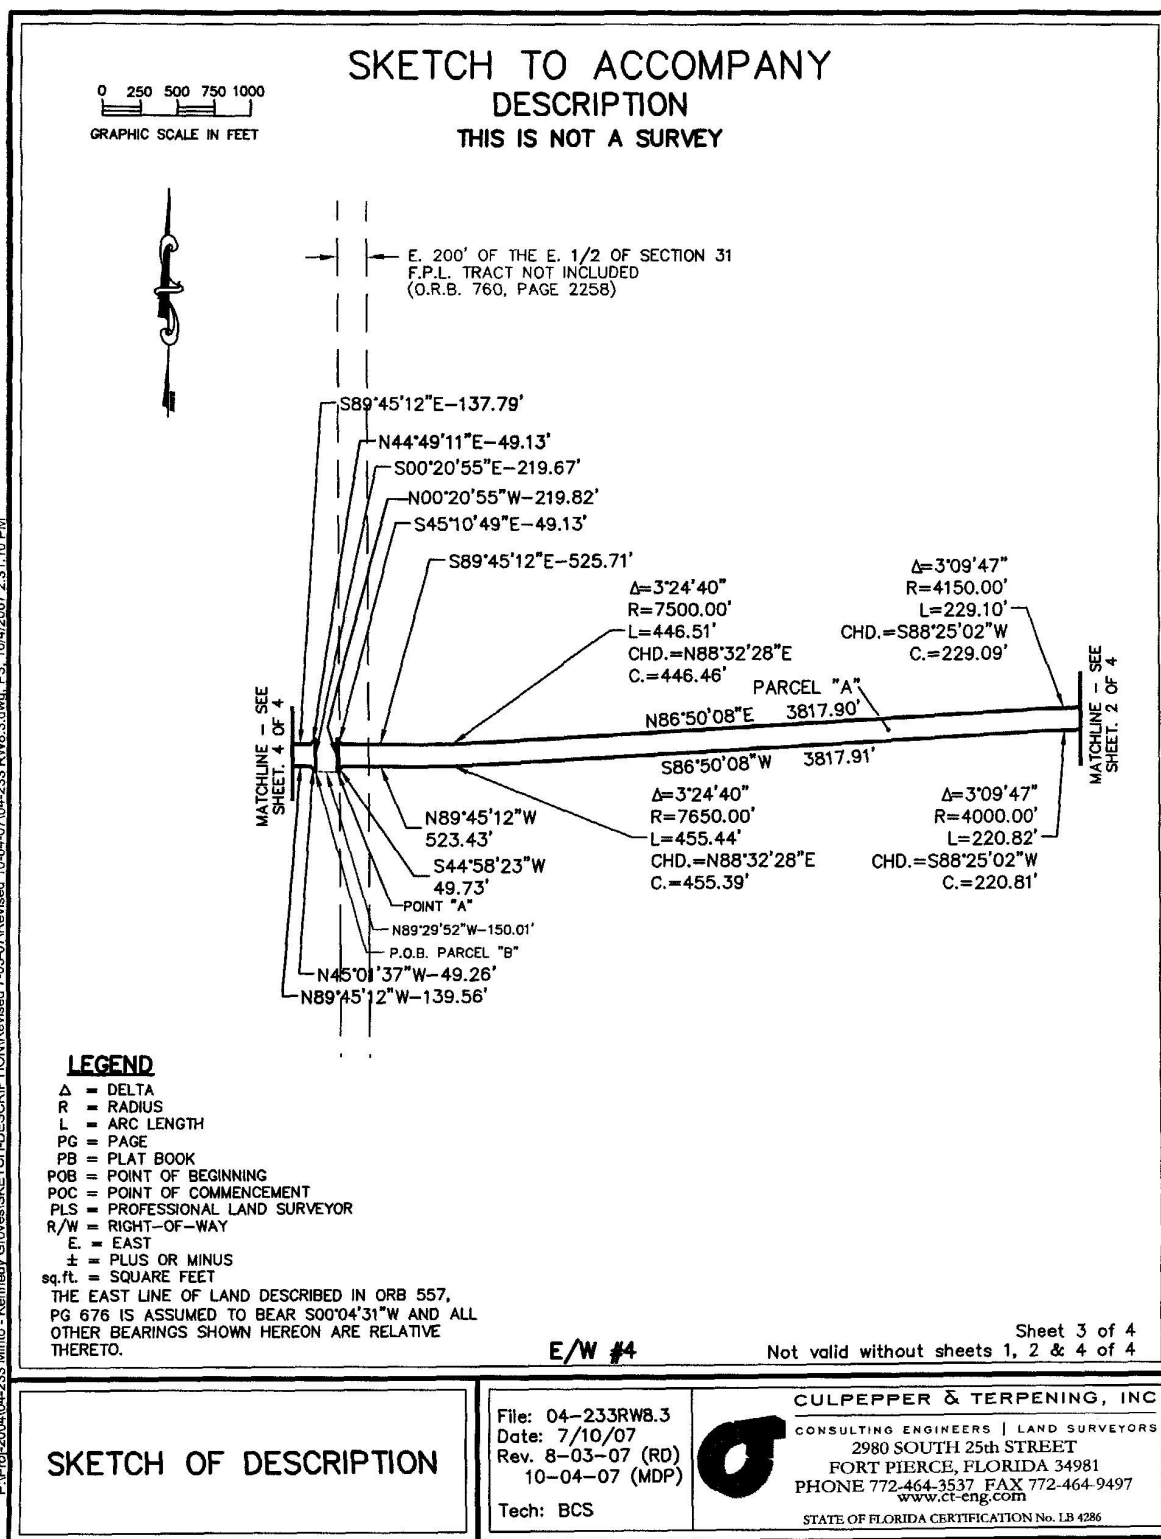 SKETCH TO ACCOMPANY
DESCRIPTION
THIS IS NOT A SURVEY
0 250 500 750 1000
GRAPHIC SCALE IN FEET
E. 200' OF THE E. 1/2 OF SECTION 31
F.P.L. TRACT NOT INCLUDED
(O.R.B. 760, PAGE 2258)
S89°45'12"E-137.79'
N44°49'11"E-49.13'
S00°20'55"E-219.67'
N00°20'55"W-219.82'
S45°10'49"E-49.13'
S89°45'12"E-525.71'
Δ=3°24'40"
R=7500.00'
L=446.51'
CHD.=N88°32'28"E
C.=446.46'
Δ=3°09'47"
R=4150.00'
L=229.10'
CHD.=S88°25'02"W
C.=229.09'
PARCEL "A"
N86°50'08"E 3817.90'
S86°50'08"W 3817.91'
MATCHLINE - SEE
SHEET. 4 OF 4
MATCHLINE - SEE
SHEET. 2 OF 4
Δ=3°24'40"
R=7650.00'
L=455.44'
CHD.=N88°32'28"E
C.=455.39'
Δ=3°09'47"
R=4000.00'
L=220.82'
CHD.=S88°25'02"W
C.=220.81'
N89°45'12"W
523.43'
S44°58'23"W
49.73'
POINT "A"
N89°29'52"W-150.01'
P.O.B. PARCEL "B"
N45°01'37"W-49.26'
N89°45'12"W-139.56'
LEGEND
Δ = DELTA
R = RADIUS
L = ARC LENGTH
PG = PAGE
PB = PLAT BOOK
POB = POINT OF BEGINNING
POC = POINT OF COMMENCEMENT
PLS = PROFESSIONAL LAND SURVEYOR
R/W = RIGHT-OF-WAY
E. = EAST
± = PLUS OR MINUS
sq.ft. = SQUARE FEET
THE EAST LINE OF LAND DESCRIBED IN ORB 557,
PG 676 IS ASSUMED TO BEAR S00°04'31"W AND ALL
OTHER BEARINGS SHOWN HEREON ARE RELATIVE
THERETO.
E/W #4
Sheet 3 of 4
Not valid without sheets 1, 2 & 4 of 4
SKETCH OF DESCRIPTION
File: 04-233RW8.3
Date: 7/10/07
Rev. 8-03-07 (RD)
10-04-07 (MDP)
Tech: BCS
CULPEPPER & TERPENING, INC
CONSULTING ENGINEERS | LAND SURVEYORS
2980 SOUTH 25th STREET
FORT PIERCE, FLORIDA 34981
PHONE 772-464-3537 FAX 772-464-9497
www.ct-eng.com
STATE OF FLORIDA CERTIFICATION No. LB 4286